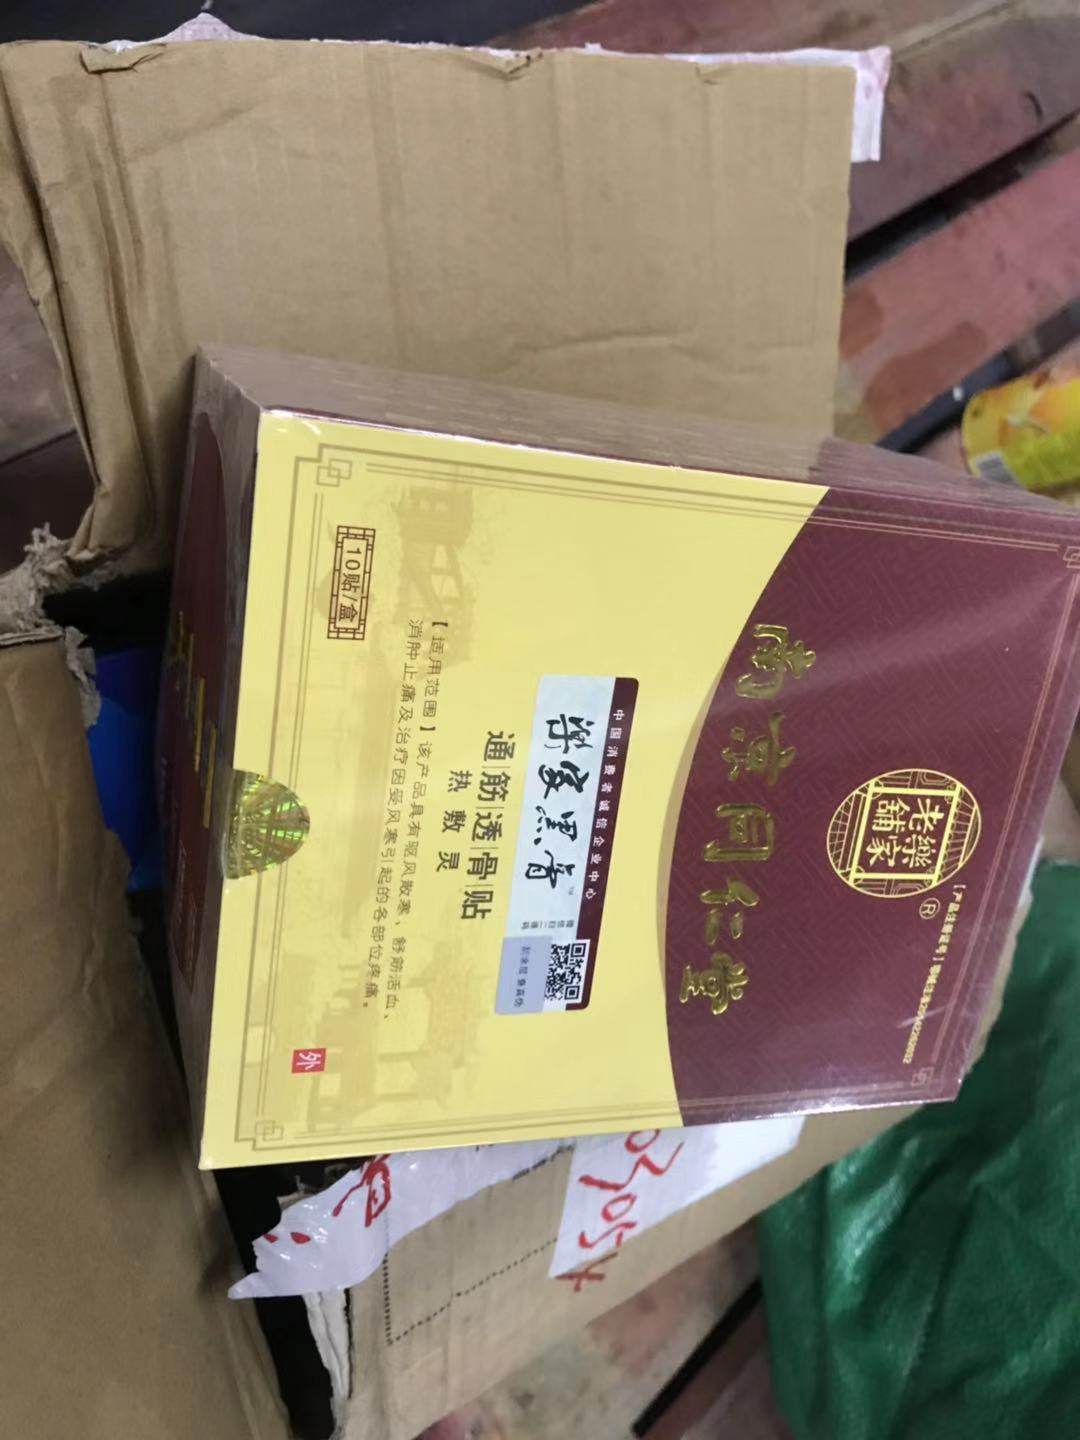 老樂家
舖
®
南京同仁堂
中国消费者诚信企业中心
樂家黑膏
通筋透骨贴
热敷灵
【适用范围】该产品具有驱风散寒、舒筋活血、
消肿止痛及治疗因受风寒引起的各部位疼痛。
10贴/盒
外